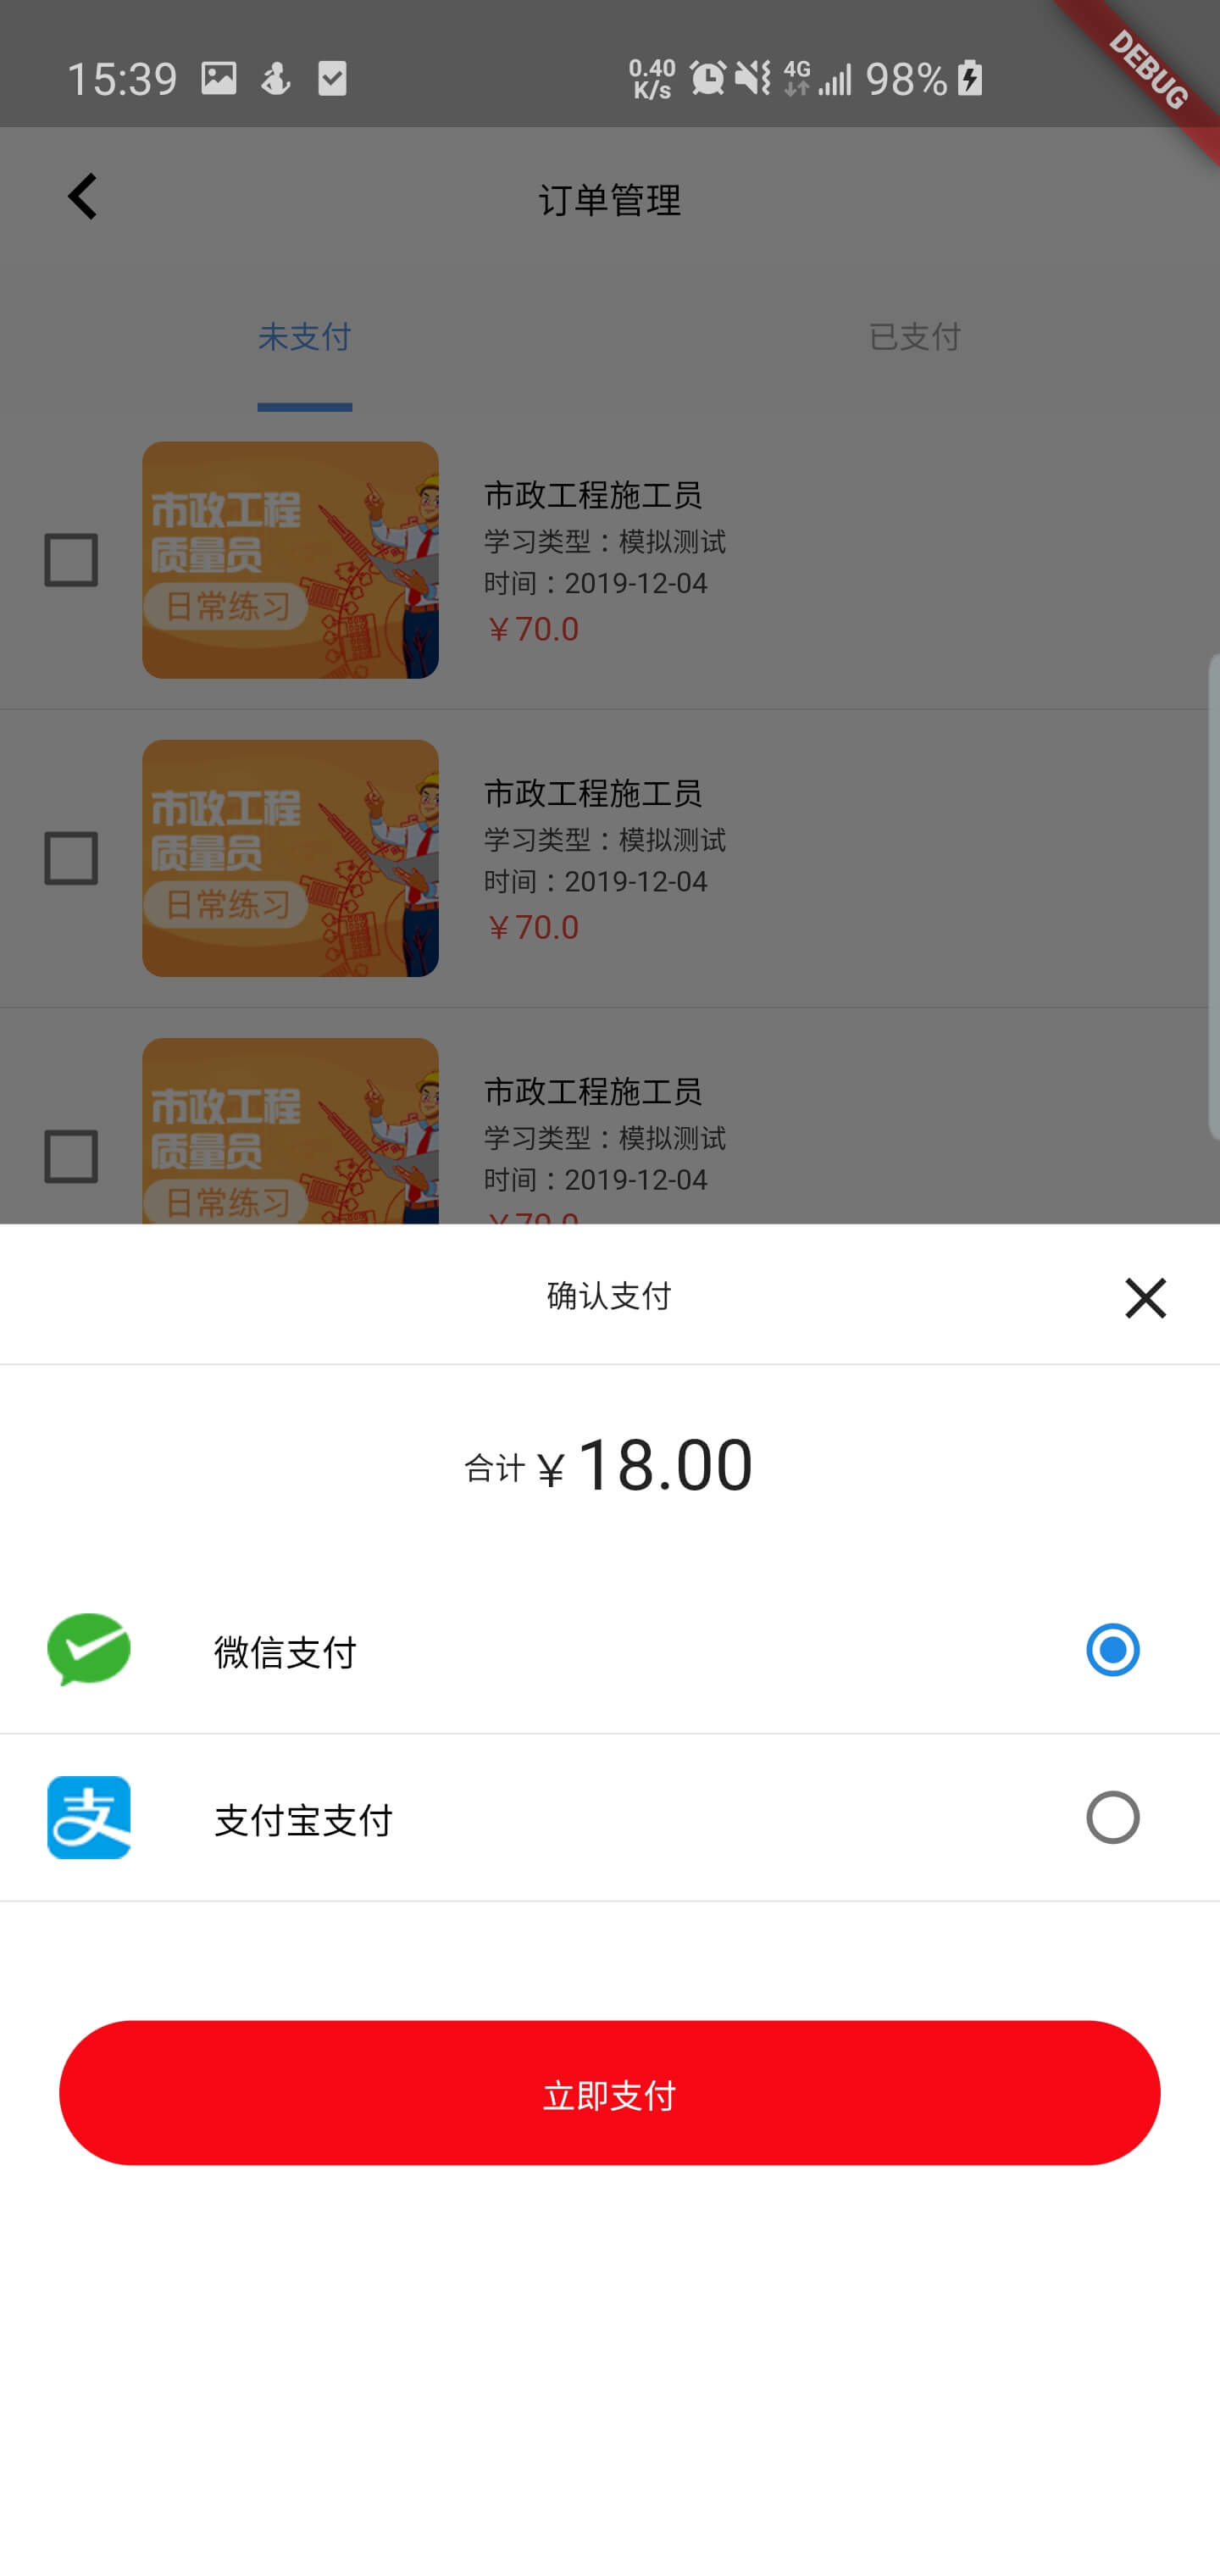 15:39
0.40
K/s
4G
98%
DEBUG
订单管理
未支付
已支付
市政工程
质量员
日常练习
市政工程施工员
学习类型：模拟测试
时间：2019-12-04
￥70.0
市政工程
质量员
日常练习
市政工程施工员
学习类型：模拟测试
时间：2019-12-04
￥70.0
市政工程
质量员
日常练习
市政工程施工员
学习类型：模拟测试
时间：2019-12-04
￥70.0
确认支付
合计￥18.00
微信支付
支
支付宝支付
立即支付